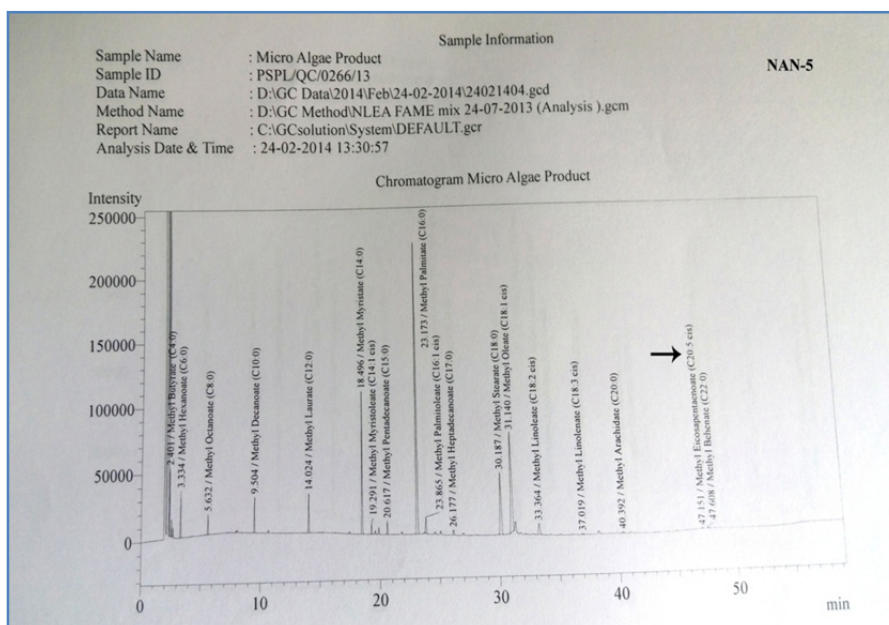 Sample Information
NAN-5
Sample Name : Micro Algae Product
Sample ID : PSPL/QC/0266/13
Data Name : D:\GC Data\2014\Feb\24-02-2014\24021404.gcd
Method Name : D:\GC Method\NLEA FAME mix 24-07-2013 (Analysis ).gcm
Report Name : C:\GCsolution\System\DEFAULT.gcr
Analysis Date & Time : 24-02-2014 13:30:57
Chromatogram Micro Algae Product
Intensity
250000
200000
150000
100000
50000
0
2.401 / Methyl Butyrate (C4:0)
3.334 / Methyl Hexanoate (C6:0)
5.632 / Methyl Octanoate (C8:0)
9.504 / Methyl Decanoate (C10:0)
14.024 / Methyl Laurate (C12:0)
18.496 / Methyl Myristate (C14:0)
19.291 / Methyl Myristoleate (C14:1 cis)
20.617 / Methyl Pentadecanoate (C15:0)
23.173 / Methyl Palmitate (C16:0)
23.865 / Methyl Palmitoleate (C16:1 cis)
26.177 / Methyl Heptadecanoate (C17:0)
30.187 / Methyl Stearate (C18:0)
31.140 / Methyl Oleate (C18:1 cis)
33.364 / Methyl Linoleate (C18:2 cis)
37.019 / Methyl Linolenate (C18:3 cis)
40.392 / Methyl Arachidate (C20:0)
47.151 / Methyl Eicosapentaenoate (C20:5 cis)
47.608 / Methyl Behenate (C22:0)
0 10 20 30 40 50 min